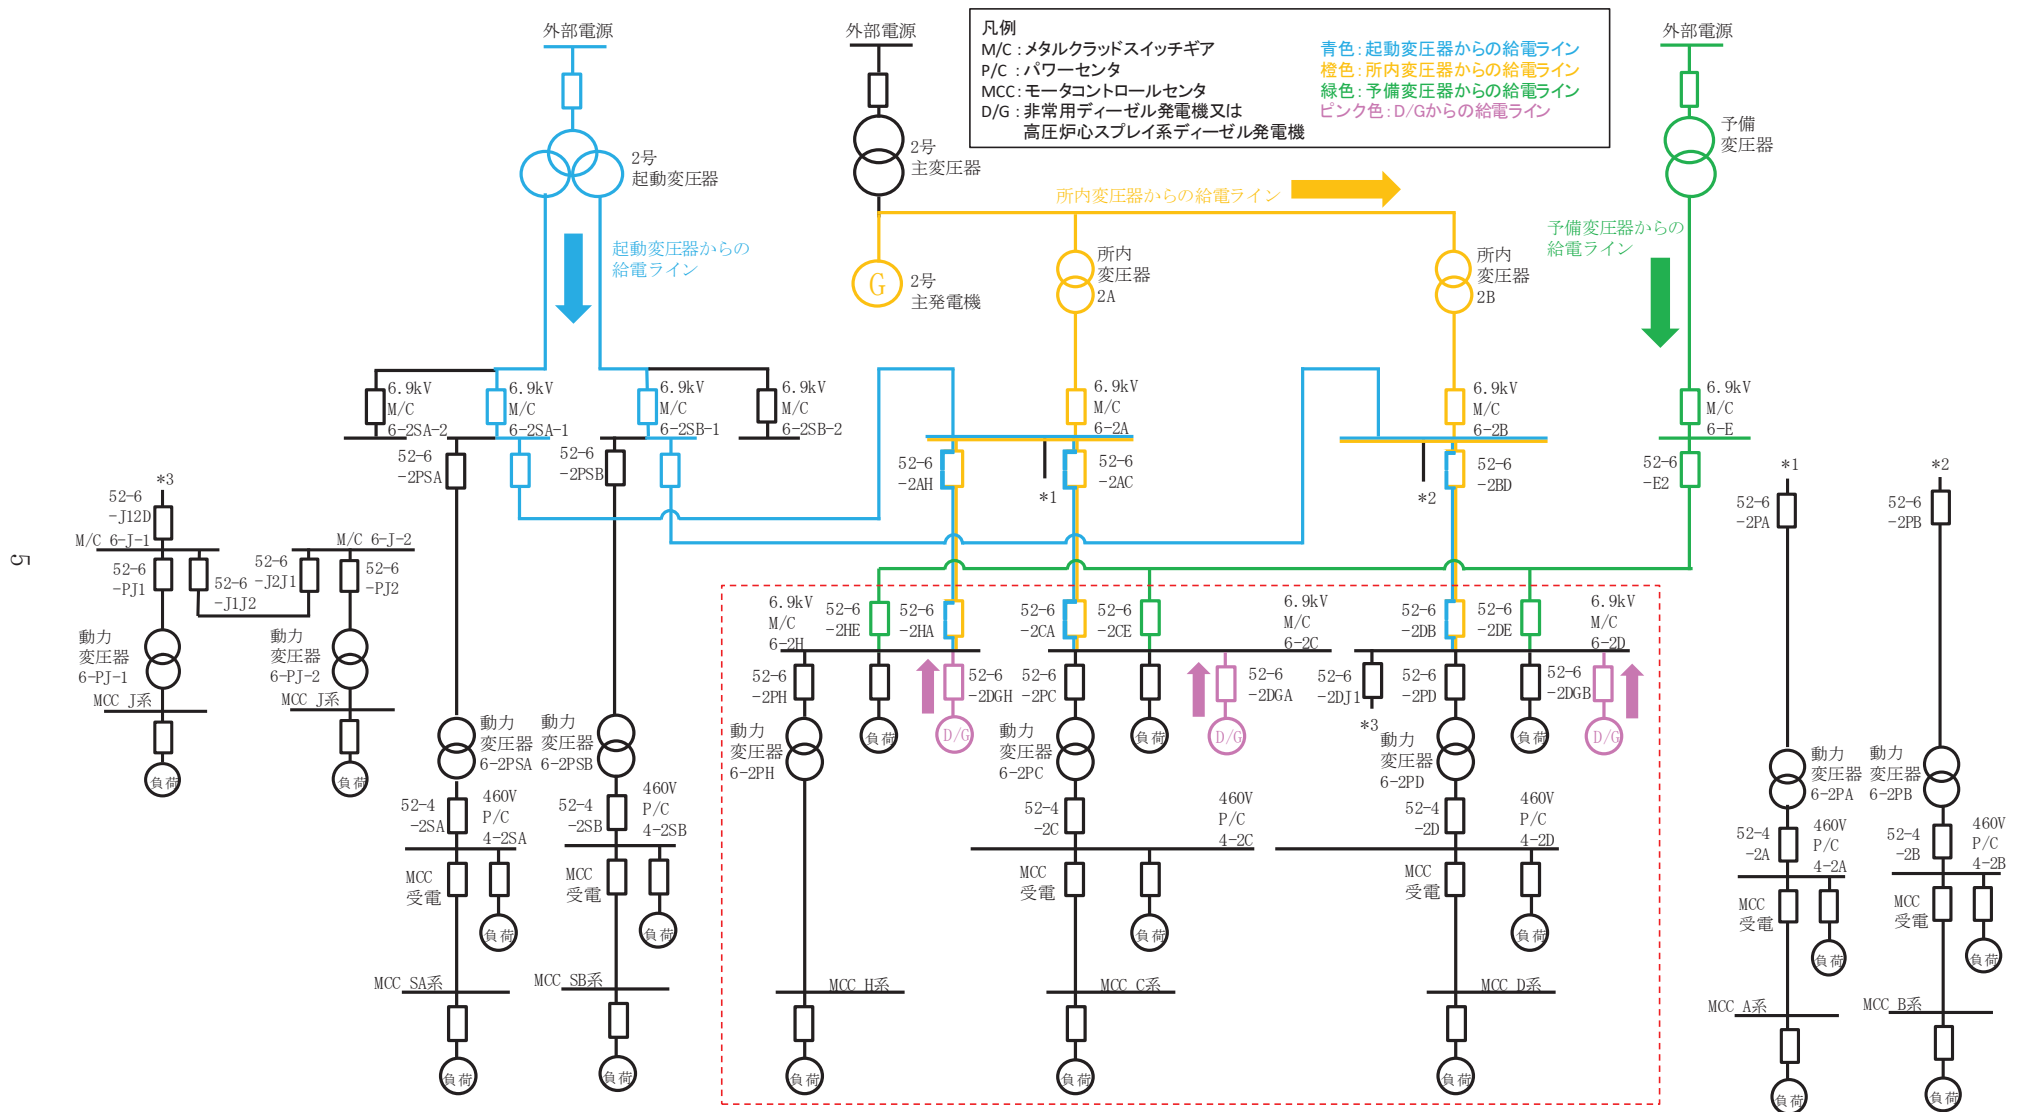 外部電源
外部電源
外部電源
凡例
M/C:メタルクラッドスイッチギア
P/C :パワーセンタ
MCC:モータコントロールセンタ
D/G :非常用ディーゼル発電機又は
高圧炉心スプレイ系ディーゼル発電機
青色:起動変圧器からの給電ライン
橙色:所内変圧器からの給電ライン
緑色:予備変圧器からの給電ライン
ピンク色:D/Gからの給電ライン
2号
起動変圧器
2号
主変圧器
予備
変圧器
所内変圧器からの給電ライン
起動変圧器からの
給電ライン
予備変圧器からの
給電ライン
G
2号
主発電機
所内
変圧器
2A
所内
変圧器
2B
6.9kV
M/C
6-2SA-2
6.9kV
M/C
6-2SA-1
6.9kV
M/C
6-2SB-1
6.9kV
M/C
6-2SB-2
6.9kV
M/C
6-2A
6.9kV
M/C
6-2B
6.9kV
M/C
6-E
52-6
-2PSA
52-6
-2PSB
52-6
-2AH
*1
52-6
-2AC
*2
52-6
-2BD
52-6
-E2
*1
52-6
-2PA
*2
52-6
-2PB
*3
52-6
-J12D
M/C 6-J-1
52-6
-PJ1
52-6
-J1J2
52-6
-J2J1
M/C 6-J-2
52-6
-PJ2
動力
変圧器
6-PJ-1
動力
変圧器
6-PJ-2
MCC J系
MCC J系
負荷
負荷
6.9kV
M/C
6-2H
52-6
-2HE
52-6
-2HA
52-6
-2CA
52-6
-2CE
6.9kV
M/C
6-2C
52-6
-2DB
52-6
-2DE
6.9kV
M/C
6-2D
52-6
-2PH
52-6
-2DGH
52-6
-2PC
52-6
-2DGA
52-6
-2DJ1
*3
52-6
-2PD
52-6
-2DGB
負荷
D/G
負荷
D/G
負荷
D/G
動力
変圧器
6-2PSA
動力
変圧器
6-2PSB
動力
変圧器
6-2PH
動力
変圧器
6-2PC
動力
変圧器
6-2PD
動力
変圧器
6-2PA
動力
変圧器
6-2PB
52-4
-2SA
460V
P/C
4-2SA
52-4
-2SB
460V
P/C
4-2SB
52-4
-2C
460V
P/C
4-2C
52-4
-2D
460V
P/C
4-2D
52-4
-2A
460V
P/C
4-2A
52-4
-2B
460V
P/C
4-2B
MCC
受電
MCC
受電
MCC
受電
MCC
受電
MCC
受電
MCC
受電
負荷
負荷
負荷
負荷
負荷
負荷
MCC SA系
MCC SB系
MCC H系
MCC C系
MCC D系
MCC A系
MCC B系
負荷
負荷
負荷
負荷
負荷
負荷
負荷
5